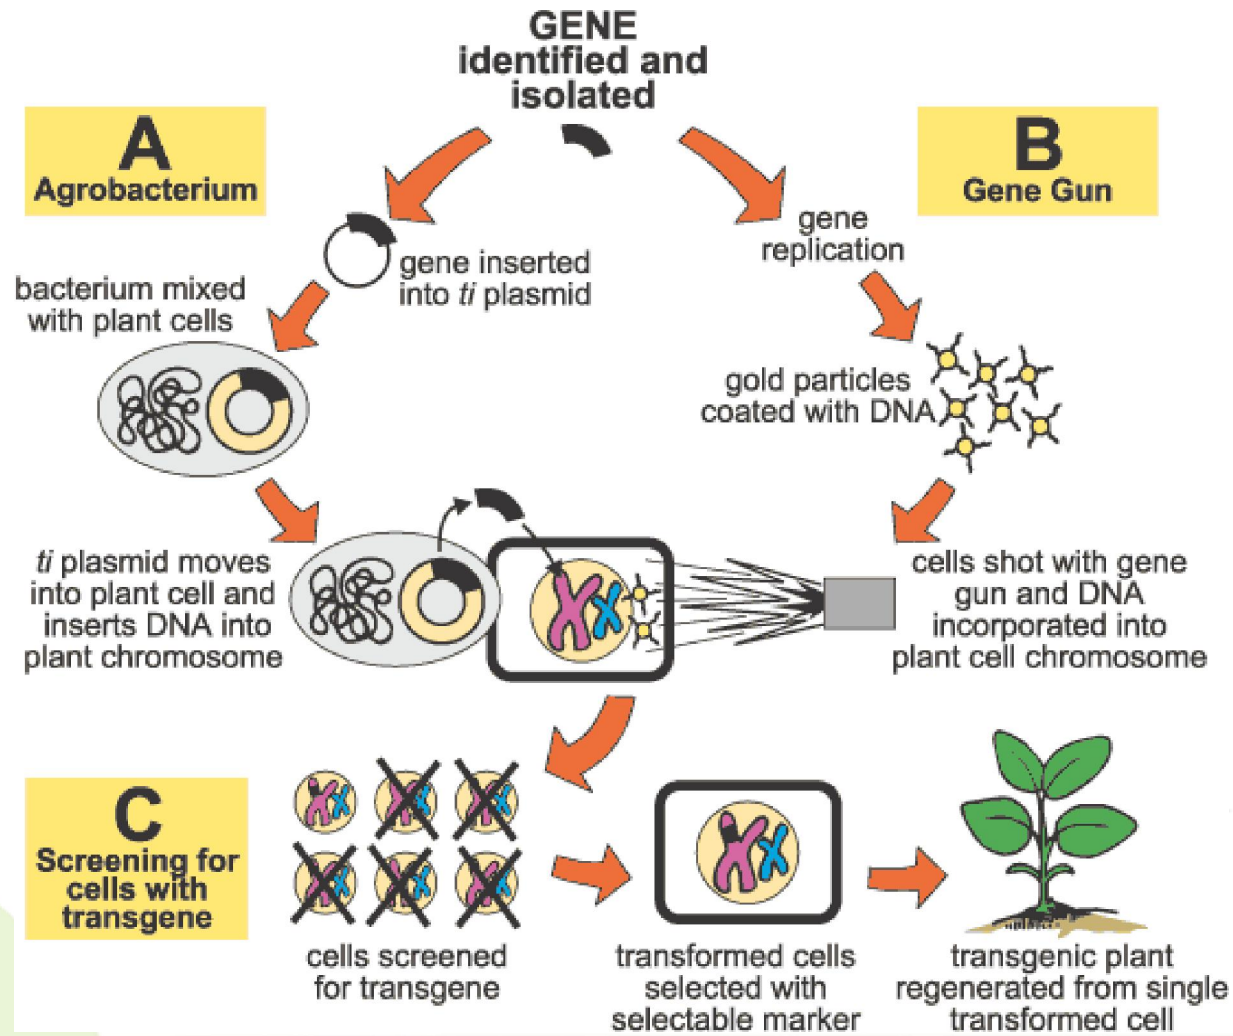 GENE
identified and
isolated
A
Agrobacterium
B
Gene Gun
gene inserted
into ti plasmid
gene
replication
bacterium mixed
with plant cells
gold particles
coated with DNA
ti plasmid moves
into plant cell and
inserts DNA into
plant chromosome
cells shot with gene
gun and DNA
incorporated into
plant cell chromosome
C
Screening for
cells with
transgene
cells screened
for transgene
transformed cells
selected with
selectable marker
transgenic plant
regenerated from single
transformed cell